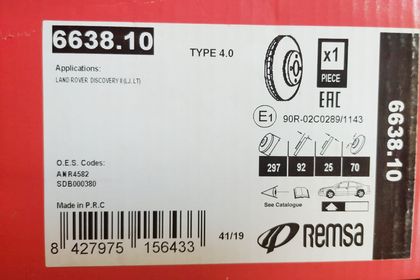 6638.10
TYPE 4.0
x1
PIECE
Applications:
LAND ROVER DISCOVERY II (LJ, LT)
EAC
E1
90R-02C0289/1143
297 92 25 70
O.E.S. Codes:
ANR4582
SDB000380
See Catalogue
Made in P.R.C
8 427975 156433
41/19
REMSA
6638.10